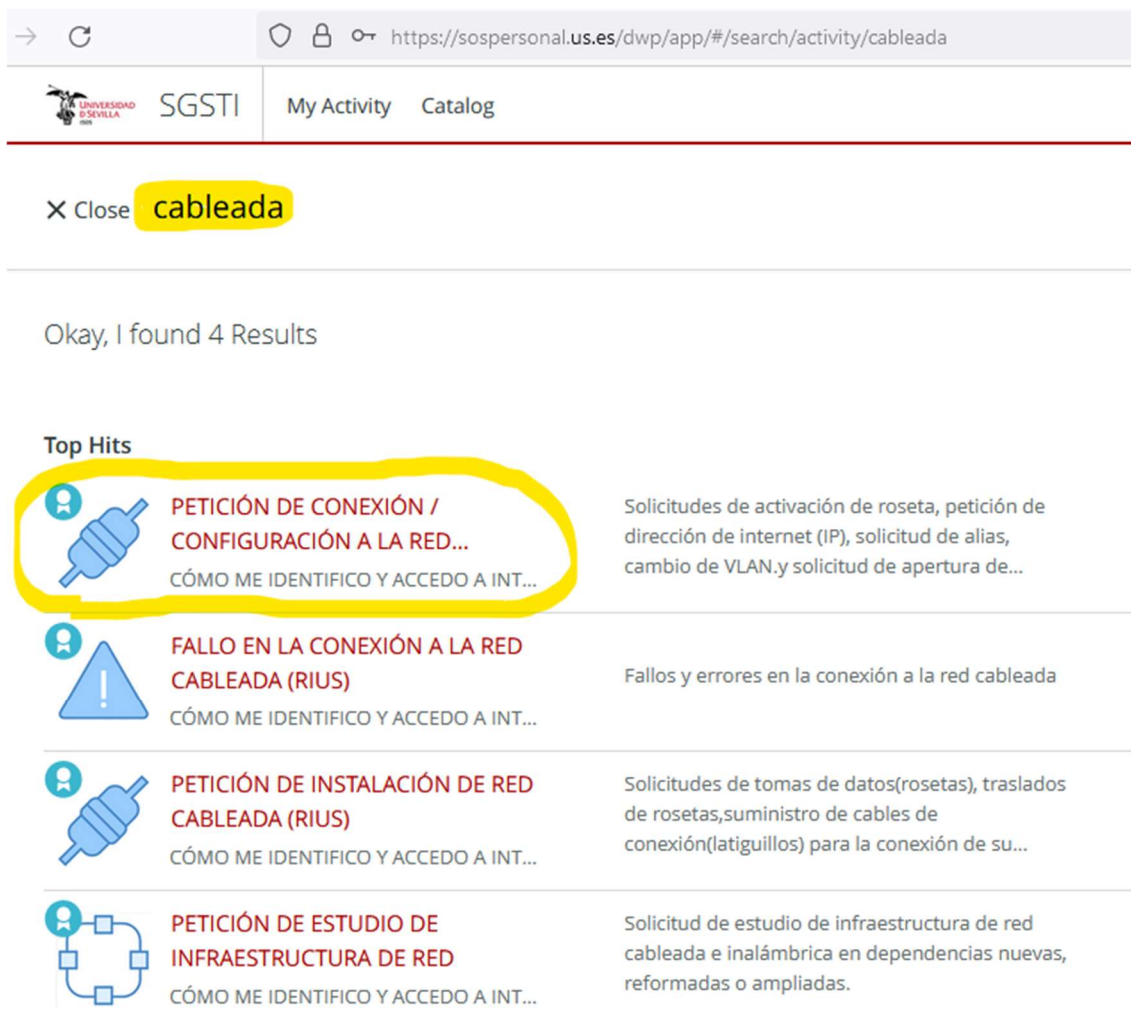 https://sospersonal.us.es/dwp/app/#/search/activity/cableada
UNIVERSIDAD
D SEVILLA
SGSTI
My Activity
Catalog
Close
cableada
Okay, I found 4 Results
Top Hits
PETICIÓN DE CONEXIÓN /
CONFIGURACIÓN A LA RED...
CÓMO ME IDENTIFICO Y ACCEDO A INT...
Solicitudes de activación de roseta, petición de
dirección de internet (IP), solicitud de alias,
cambio de VLAN.y solicitud de apertura de...
FALLO EN LA CONEXIÓN A LA RED
CABLEADA (RIUS)
CÓMO ME IDENTIFICO Y ACCEDO A INT...
Fallos y errores en la conexión a la red cableada
PETICIÓN DE INSTALACIÓN DE RED
CABLEADA (RIUS)
CÓMO ME IDENTIFICO Y ACCEDO A INT...
Solicitudes de tomas de datos(rosetas), traslados
de rosetas,suministro de cables de
conexión(latiguillos) para la conexión de su...
PETICIÓN DE ESTUDIO DE
INFRAESTRUCTURA DE RED
CÓMO ME IDENTIFICO Y ACCEDO A INT...
Solicitud de estudio de infraestructura de red
cableada e inalámbrica en dependencias nuevas,
reformadas o ampliadas.